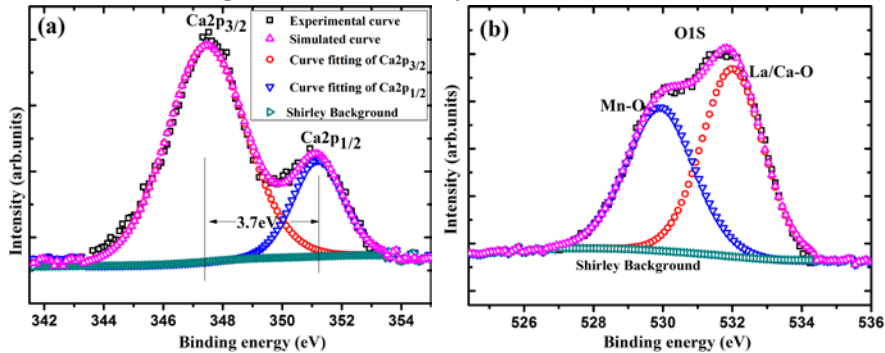 (a)
Ca2p3/2
Experimental curve
Simulated curve
Curve fitting of Ca2p3/2
Curve fitting of Ca2p1/2
Shirley Background
Ca2p1/2
3.7eV
Intensity (arb.units)
342 344 346 348 350 352 354
Binding energy (eV)
(b)
O1S
La/Ca-O
Mn-O
Shirley Background
Intensity (arb.units)
526 528 530 532 534 536
Binding energy (eV)